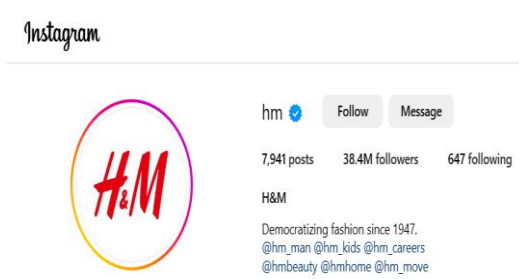 Instagram
H&M
hm
Follow
Message
7,941 posts
38.4M followers
647 following
H&M
Democratizing fashion since 1947.
@hm_man @hm_kids @hm_careers
@hmbeauty @hmhome @hm_move